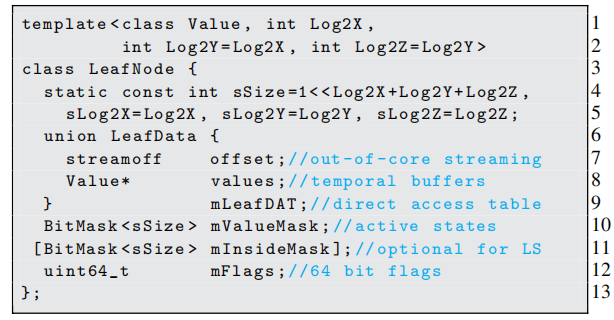 template<class Value, int Log2X, 1
int Log2Y=Log2X, int Log2Z=Log2Y> 2
class LeafNode { 3
static const int sSize=1<<Log2X+Log2Y+Log2Z, 4
sLog2X=Log2X, sLog2Y=Log2Y, sLog2Z=Log2Z; 5
union LeafData { 6
streamoff offset;//out-of-core streaming 7
Value* values;//temporal buffers 8
} mLeafDAT;//direct access table 9
BitMask<sSize> mValueMask;//active states 10
[BitMask<sSize> mInsideMask];//optional for LS 11
uint64_t mFlags;//64 bit flags 12
}; 13